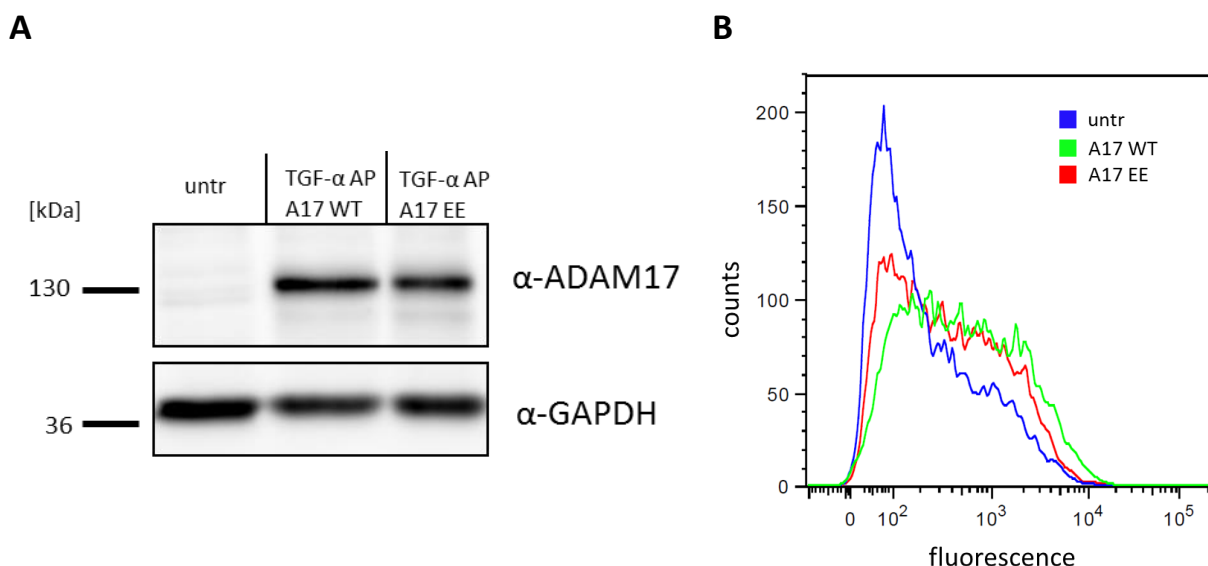 A
untr
TGF-α AP
A17 WT
TGF-α AP
A17 EE
[kDa]
130
α-ADAM17
36
α-GAPDH
B
counts
200
150
100
50
0
untr
A17 WT
A17 EE
0
10²
10³
10⁴
10⁵
fluorescence